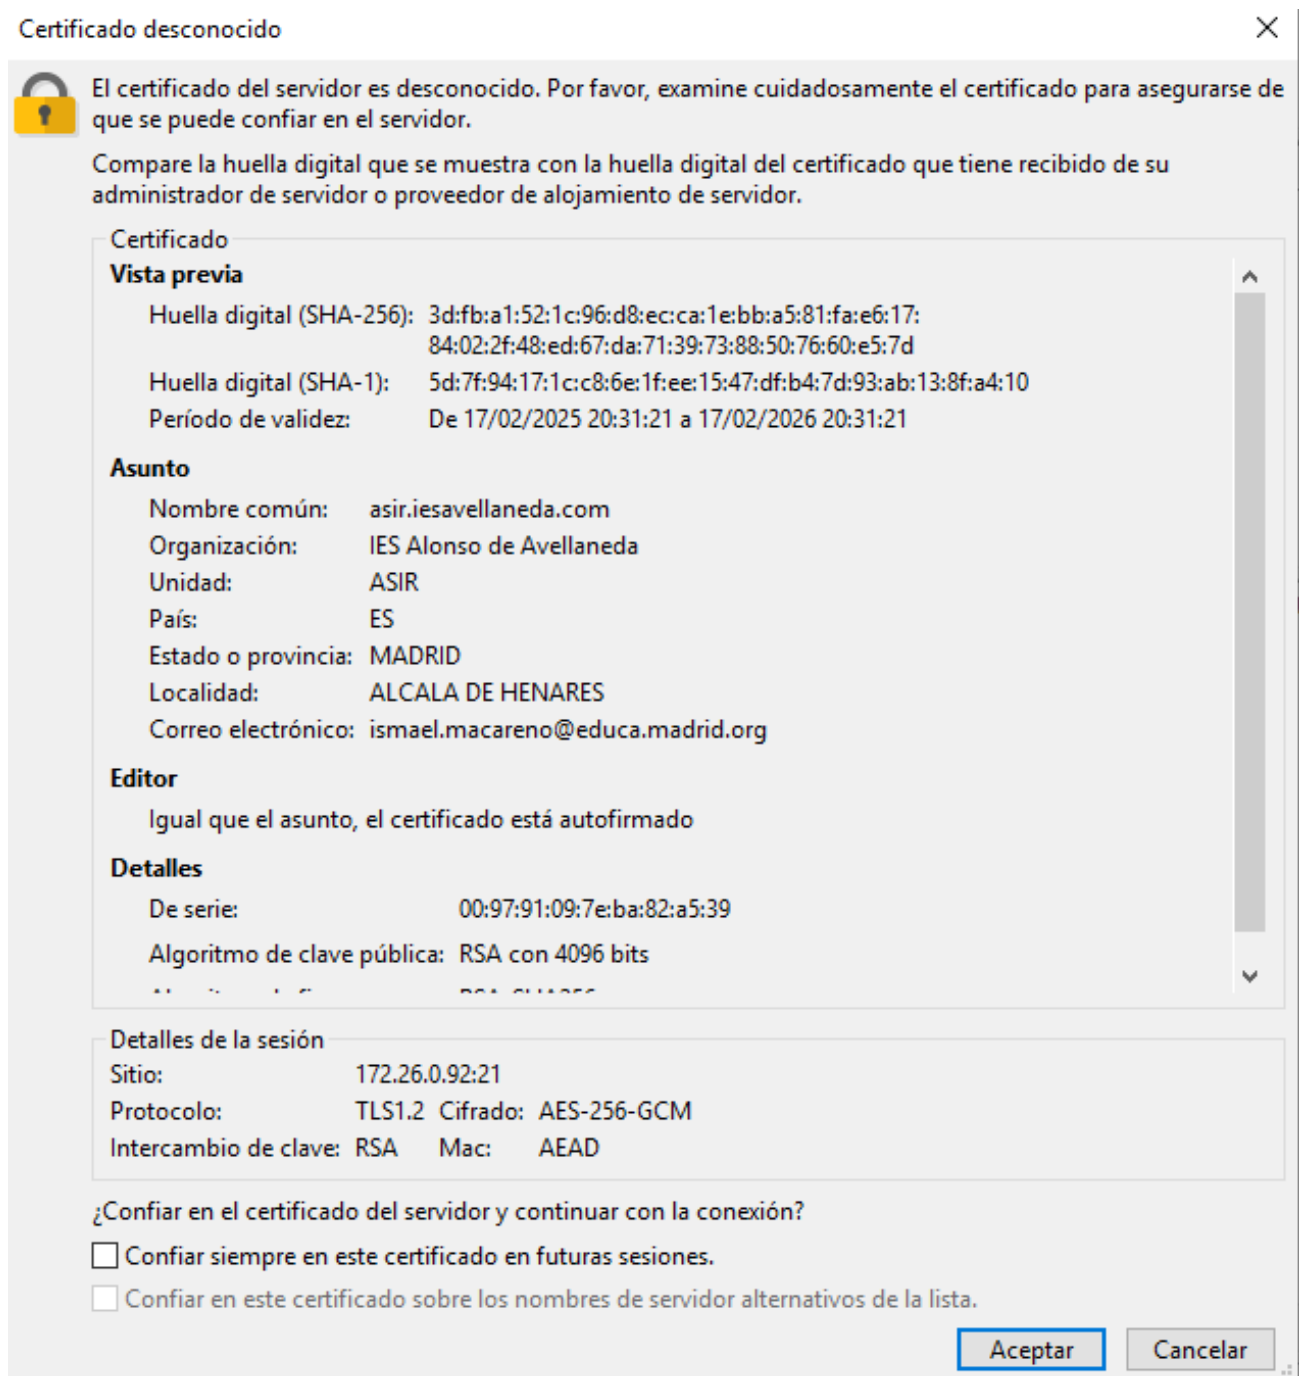 Certificado desconocido
El certificado del servidor es desconocido. Por favor, examine cuidadosamente el certificado para asegurarse de
que se puede confiar en el servidor.
Compare la huella digital que se muestra con la huella digital del certificado que tiene recibido de su
administrador de servidor o proveedor de alojamiento de servidor.
Certificado
Vista previa
Huella digital (SHA-256): 3d:fb:a1:52:1c:96:d8:ec:ca:1e:bb:a5:81:fa:e6:17:
84:02:2f:48:ed:67:da:71:39:73:88:50:76:60:e5:7d
Huella digital (SHA-1): 5d:7f:94:17:1c:c8:6e:1f:ee:15:47:df:b4:7d:93:ab:13:8f:a4:10
Período de validez: De 17/02/2025 20:31:21 a 17/02/2026 20:31:21
Asunto
Nombre común: asir.iesavellaneda.com
Organización: IES Alonso de Avellaneda
Unidad: ASIR
País: ES
Estado o provincia: MADRID
Localidad: ALCALA DE HENARES
Correo electrónico: ismael.macareno@educa.madrid.org
Editor
Igual que el asunto, el certificado está autofirmado
Detalles
De serie: 00:97:91:09:7e:ba:82:a5:39
Algoritmo de clave pública: RSA con 4096 bits
Detalles de la sesión
Sitio: 172.26.0.92:21
Protocolo: TLS1.2 Cifrado: AES-256-GCM
Intercambio de clave: RSA Mac: AEAD
¿Confiar en el certificado del servidor y continuar con la conexión?
Confiar siempre en este certificado en futuras sesiones.
Confiar en este certificado sobre los nombres de servidor alternativos de la lista.
Aceptar Cancelar